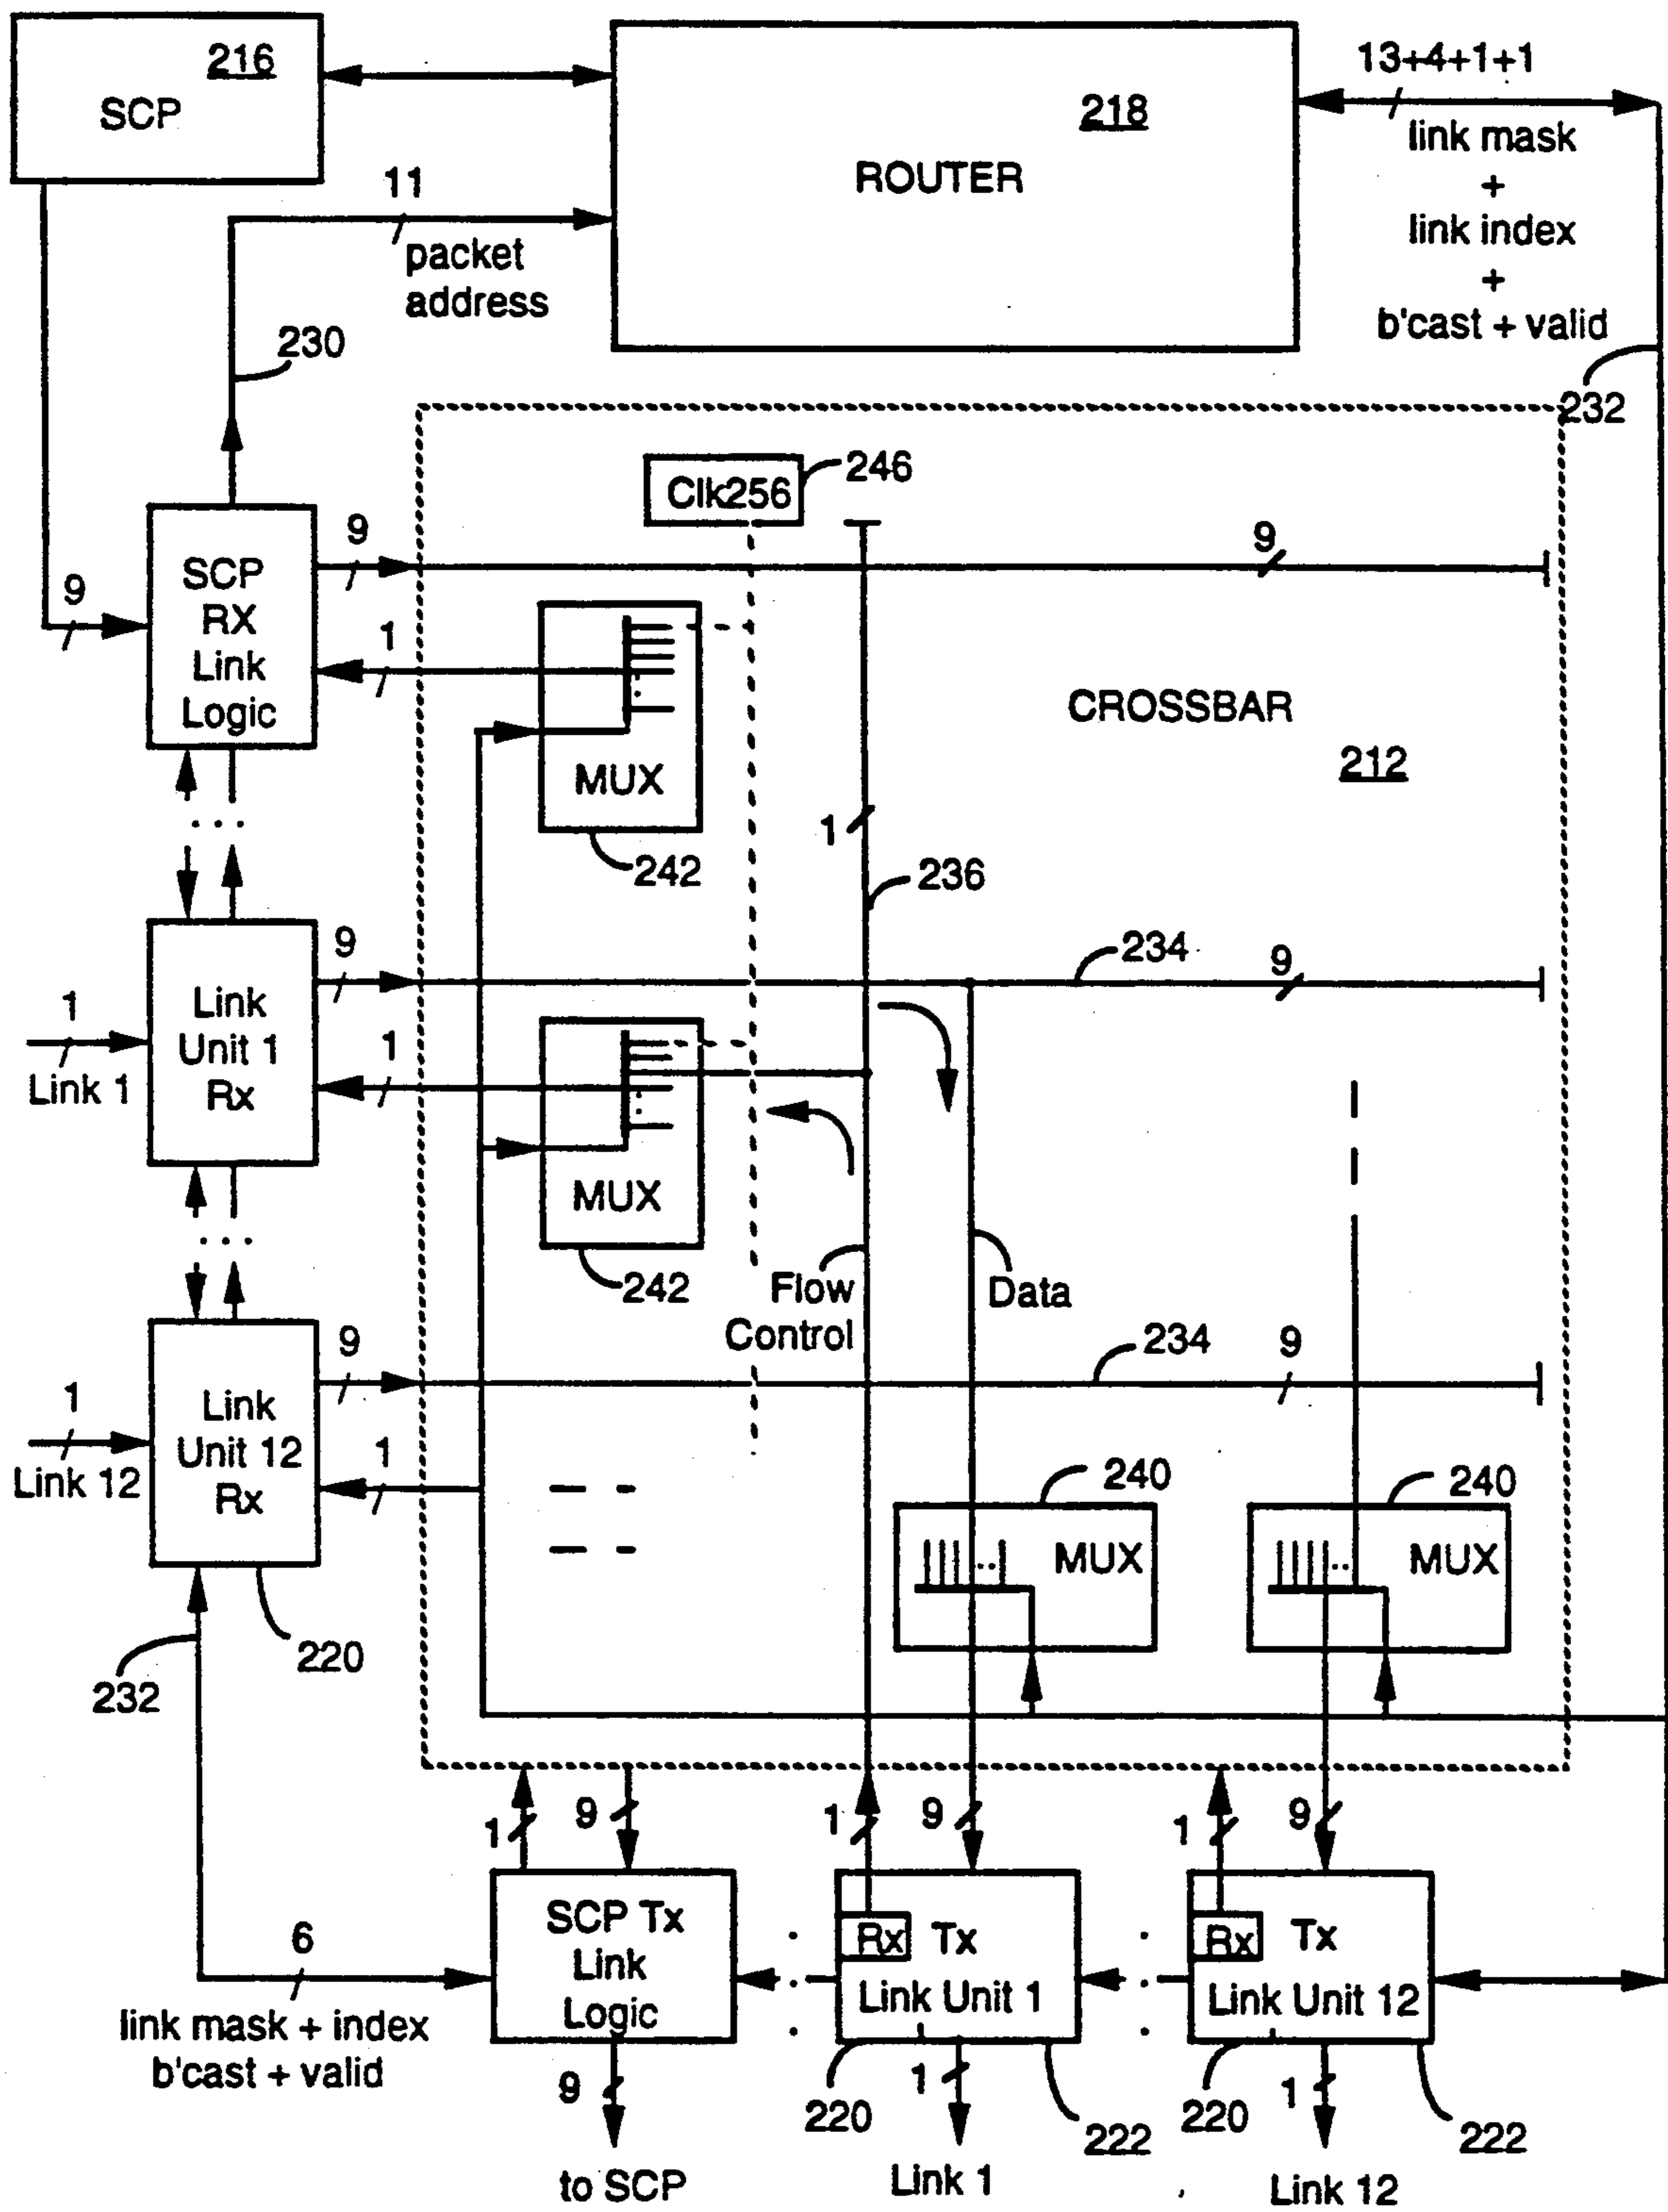 216
SCP
218
ROUTER
13+4+1+1
link mask
+
link index
+
b'cast + valid
11
packet
address
230
232
Clk256
246
9
9
9
SCP
RX
Link
Logic
1
MUX
242
CROSSBAR
212
1
236
9
234
9
1
Link 1
Link
Unit 1
Rx
1
MUX
242
Flow
Control
Data
9
234
9
1
Link 12
Link
Unit 12
Rx
1
240
MUX
240
MUX
220
232
1
9
1
9
1
9
6
link mask + index
b'cast + valid
SCP Tx
Link
Logic
Rx
Tx
Link Unit 1
Rx
Tx
Link Unit 12
9
to SCP
220
1
222
Link 1
220
1
222
Link 12